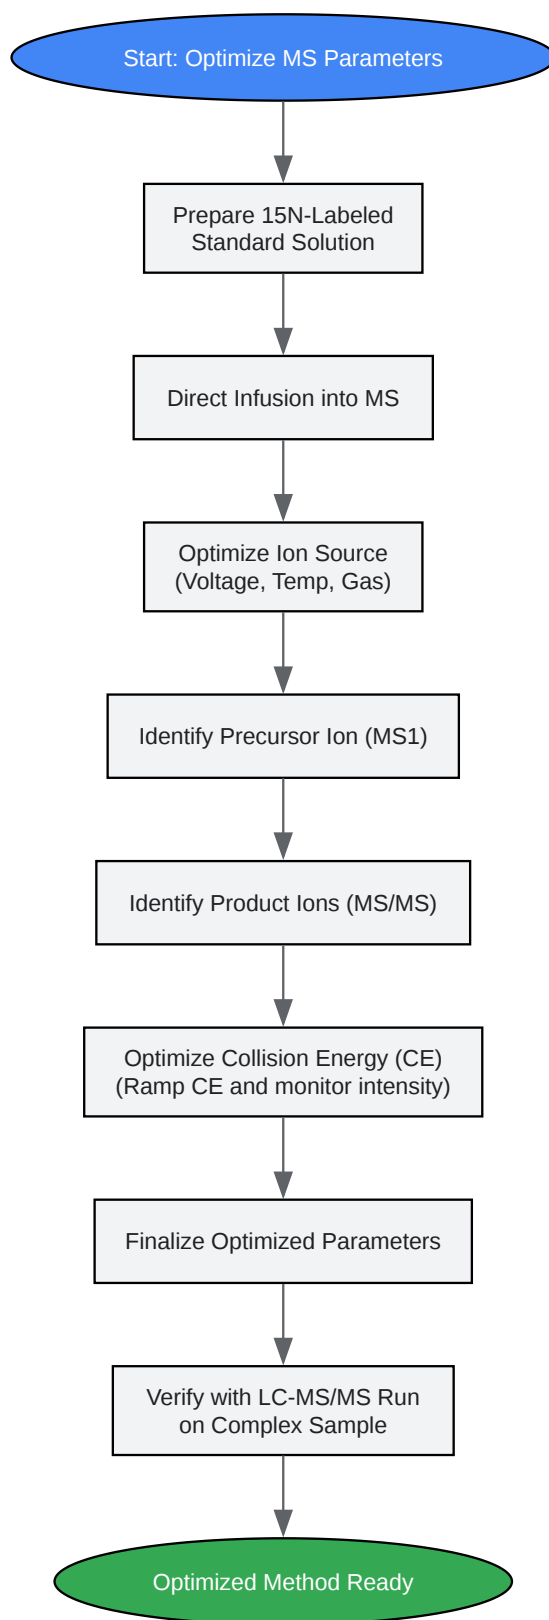 Start: Optimize MS Parameters
Prepare 15N-Labeled
Standard Solution
Direct Infusion into MS
Optimize Ion Source
(Voltage, Temp, Gas)
Identify Precursor Ion (MS1)
Identify Product Ions (MS/MS)
Optimize Collision Energy (CE)
(Ramp CE and monitor intensity)
Finalize Optimized Parameters
Verify with LC-MS/MS Run
on Complex Sample
Optimized Method Ready